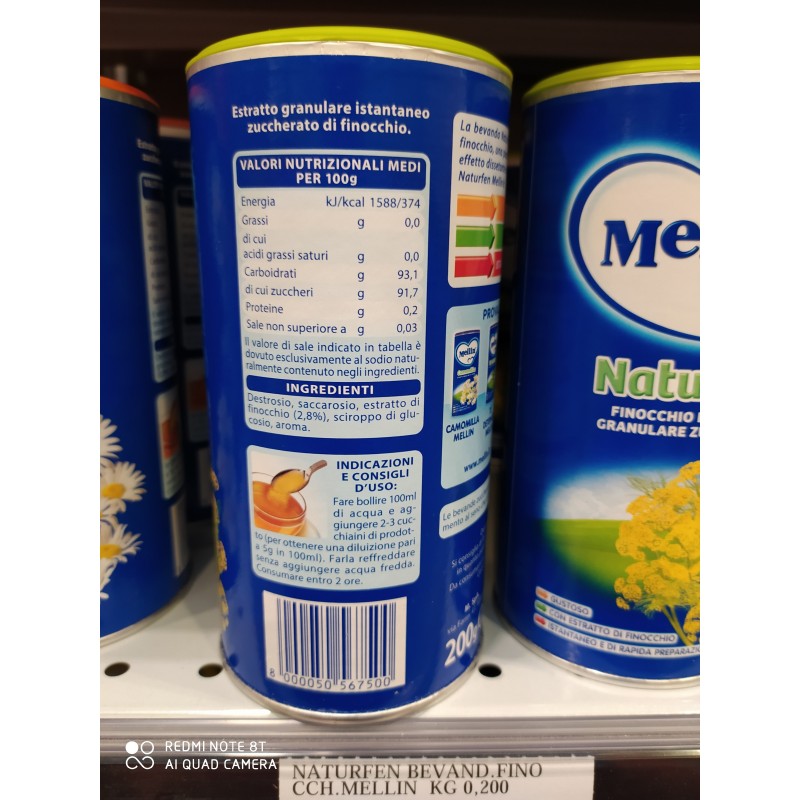 Estratto granulare istantaneo
zuccherato di finocchio.
VALORI NUTRIZIONALI MEDI
PER 100g
Energia kJ/kcal 1588/374
Grassi g 0,0
di cui
acidi grassi saturi g 0,0
Carboidrati g 93,1
di cui zuccheri g 91,7
Proteine g 0,2
Sale non superiore a g 0,03
Il valore di sale indicato in tabella è
dovuto esclusivamente al sodio natu-
ralmente contenuto negli ingredienti.
INGREDIENTI
Destrosio, saccarosio, estratto di
finocchio (2,8%), sciroppo di glu-
cosio, aroma.
INDICAZIONI
E CONSIGLI
D'USO:
Fare bollire 100ml
di acqua e ag-
giungere 2-3 cuc-
chiaini di prodot-
to (per ottenere una diluizione pari
a 5g in 100ml). Farla raffreddare
senza aggiungere acqua fredda.
Consumare entro 2 ore.
8 000050 567500
La bevanda
finocchio,
effetto
Naturfen
Mellin
CAMOMILLA
MELLIN
Le bevande
200g
FINOCCHIO
GRANULARE
GUSTOSO
CON ESTRATTO DI FINOCCHIO
ISTANTANEO E DI RAPIDA
REDMI NOTE 8T
AI QUAD CAMERA
NATURFEN BEVAND.FINO
CCH.MELLIN KG 0,200